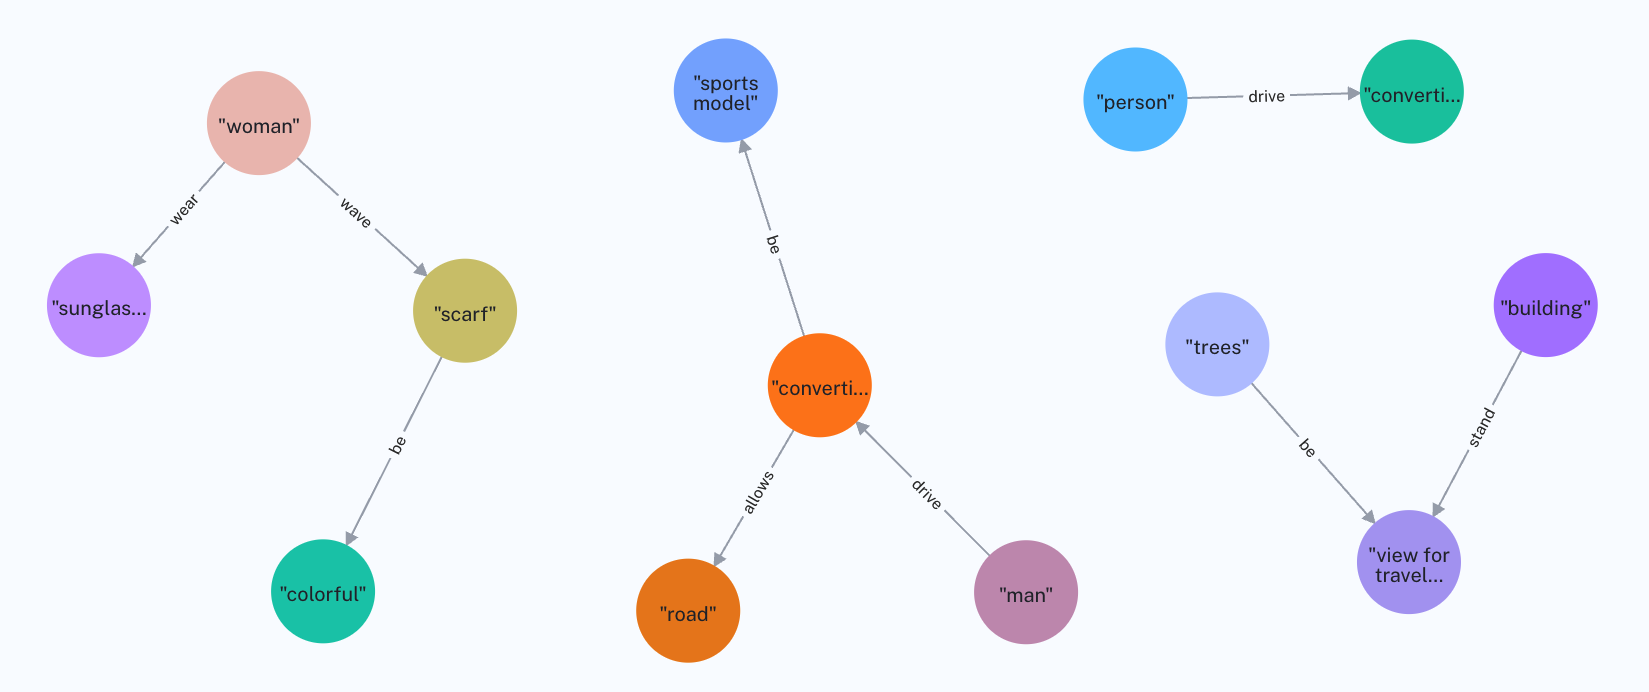 "woman"
wear
wave
"sunglas...
"scarf"
be
"colorful"
"sports
model"
be
"converti...
allows
drive
"road"
"man"
"person"
drive
"converti...
"trees"
"building"
be
stand
"view for
travel...